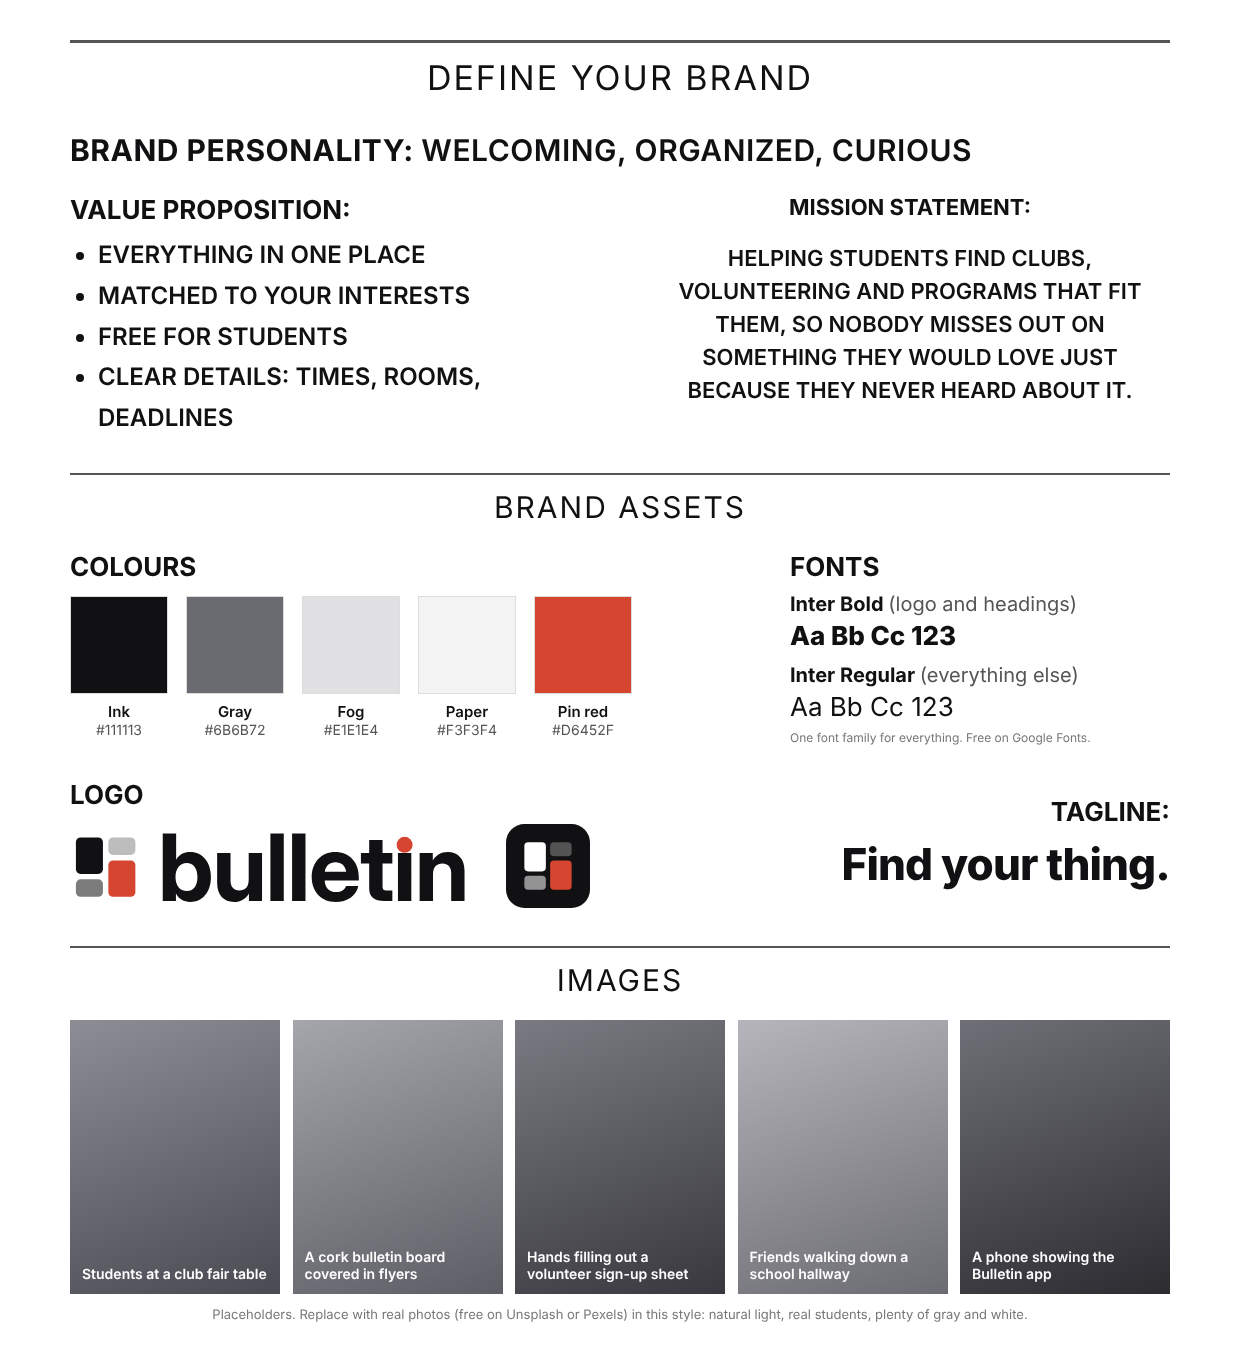 DEFINE YOUR BRAND
BRAND PERSONALITY: WELCOMING, ORGANIZED, CURIOUS
VALUE PROPOSITION:
• EVERYTHING IN ONE PLACE
• MATCHED TO YOUR INTERESTS
• FREE FOR STUDENTS
• CLEAR DETAILS: TIMES, ROOMS,
DEADLINES
MISSION STATEMENT:
HELPING STUDENTS FIND CLUBS,
VOLUNTEERING AND PROGRAMS THAT FIT
THEM, SO NOBODY MISSES OUT ON
SOMETHING THEY WOULD LOVE JUST
BECAUSE THEY NEVER HEARD ABOUT IT.
BRAND ASSETS
COLOURS
Ink
#111113
Gray
#6B6B72
Fog
#E1E1E4
Paper
#F3F3F4
Pin red
#D6452F
FONTS
Inter Bold (logo and headings)
Aa Bb Cc 123
Inter Regular (everything else)
Aa Bb Cc 123
One font family for everything. Free on Google Fonts.
LOGO
bulletin
TAGLINE:
Find your thing.
IMAGES
Students at a club fair table
A cork bulletin board
covered in flyers
Hands filling out a
volunteer sign-up sheet
Friends walking down a
school hallway
A phone showing the
Bulletin app
Placeholders. Replace with real photos (free on Unsplash or Pexels) in this style: natural light, real students, plenty of gray and white.